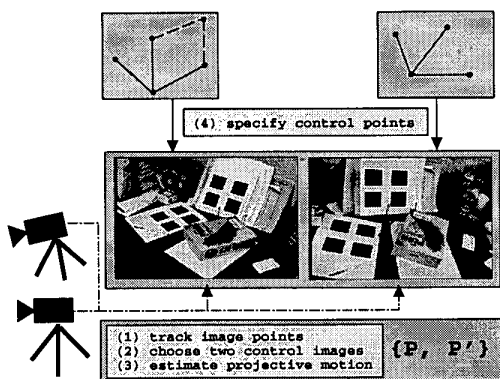 (4) specify control points
(1) track image points
(2) choose two control images
(3) estimate projective motion
{P, P'}